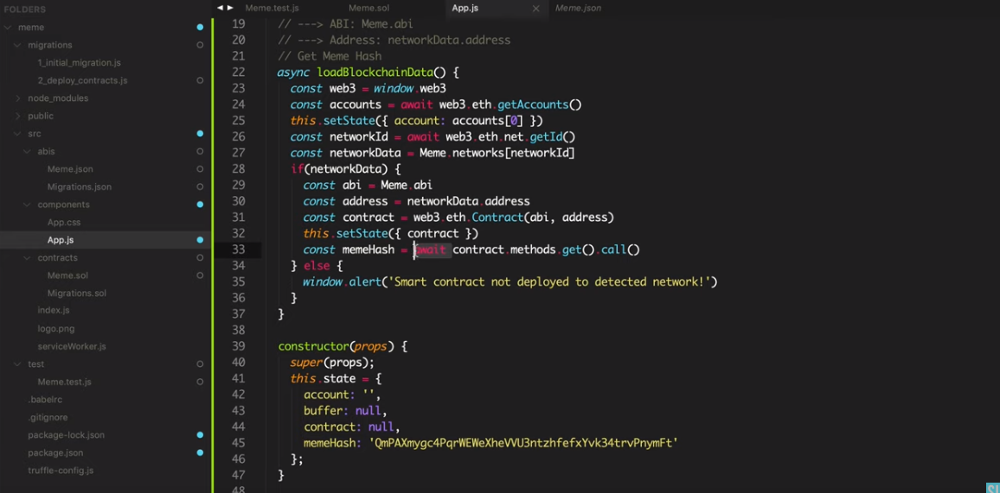 FOLDERS
meme
migrations
1_initial_migration.js
2_deploy_contracts.js
node_modules
public
src
abis
Meme.json
Migrations.json
components
App.css
App.js
contracts
Meme.sol
Migrations.sol
index.js
logo.png
serviceWorker.js
test
Meme.test.js
.babelrc
.gitignore
package-lock.json
package.json
truffle-config.js
Meme.test.js Meme.sol App.js Meme.json
19 // ---> ABI: Meme.abi
20 // ---> Address: networkData.address
21 // Get Meme Hash
22 async loadBlockchainData() {
23 const web3 = window.web3
24 const accounts = await web3.eth.getAccounts()
25 this.setState({ account: accounts[0] })
26 const networkId = await web3.eth.net.getId()
27 const networkData = Meme.networks[networkId]
28 if(networkData) {
29 const abi = Meme.abi
30 const address = networkData.address
31 const contract = web3.eth.Contract(abi, address)
32 this.setState({ contract })
33 const memeHash = await contract.methods.get().call()
34 } else {
35 window.alert('Smart contract not deployed to detected network!')
36 }
37 }
38
39 constructor(props) {
40 super(props);
41 this.state = {
42 account: '',
43 buffer: null,
44 contract: null,
45 memeHash: 'QmPAXmygc4PqrWEWeXheVVU3ntzhfefxYvk34trvPnymFt'
46 };
47 }
48